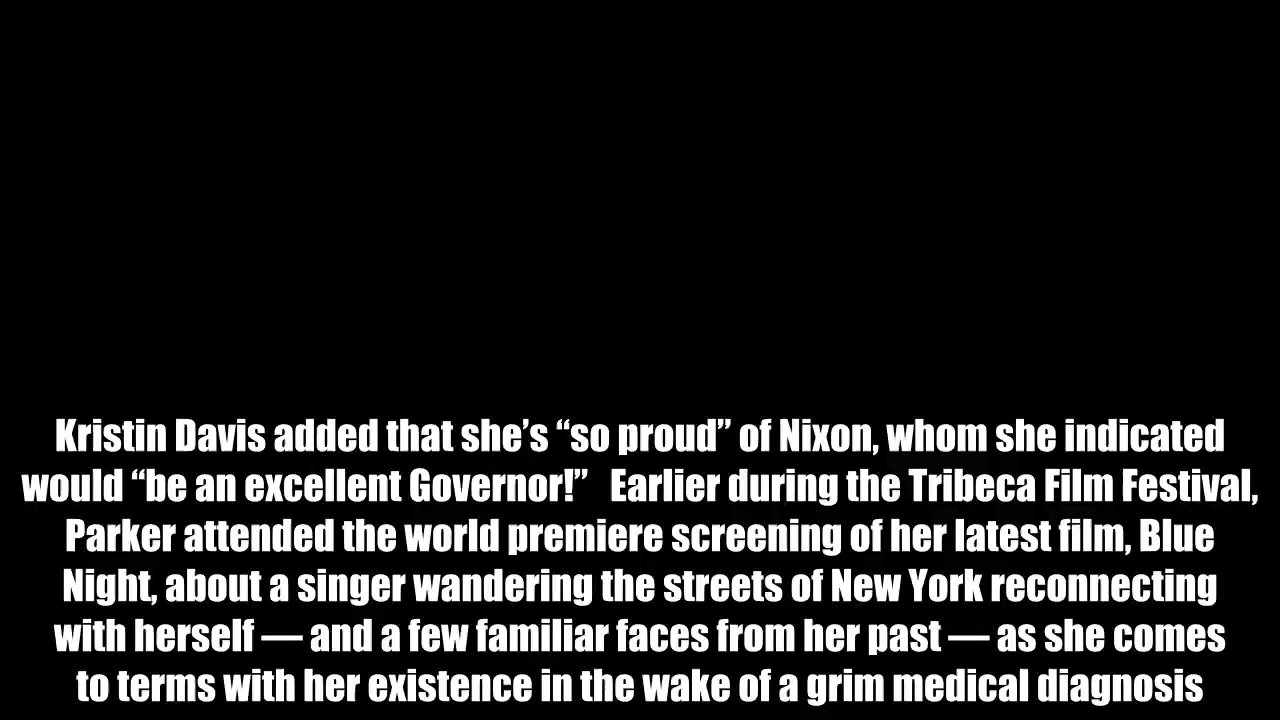 Kristin Davis added that she’s “so proud” of Nixon, whom she indicated
would “be an excellent Governor!”   Earlier during the Tribeca Film Festival,
Parker attended the world premiere screening of her latest film, Blue
Night, about a singer wandering the streets of New York reconnecting
with herself — and a few familiar faces from her past — as she comes
to terms with her existence in the wake of a grim medical diagnosis